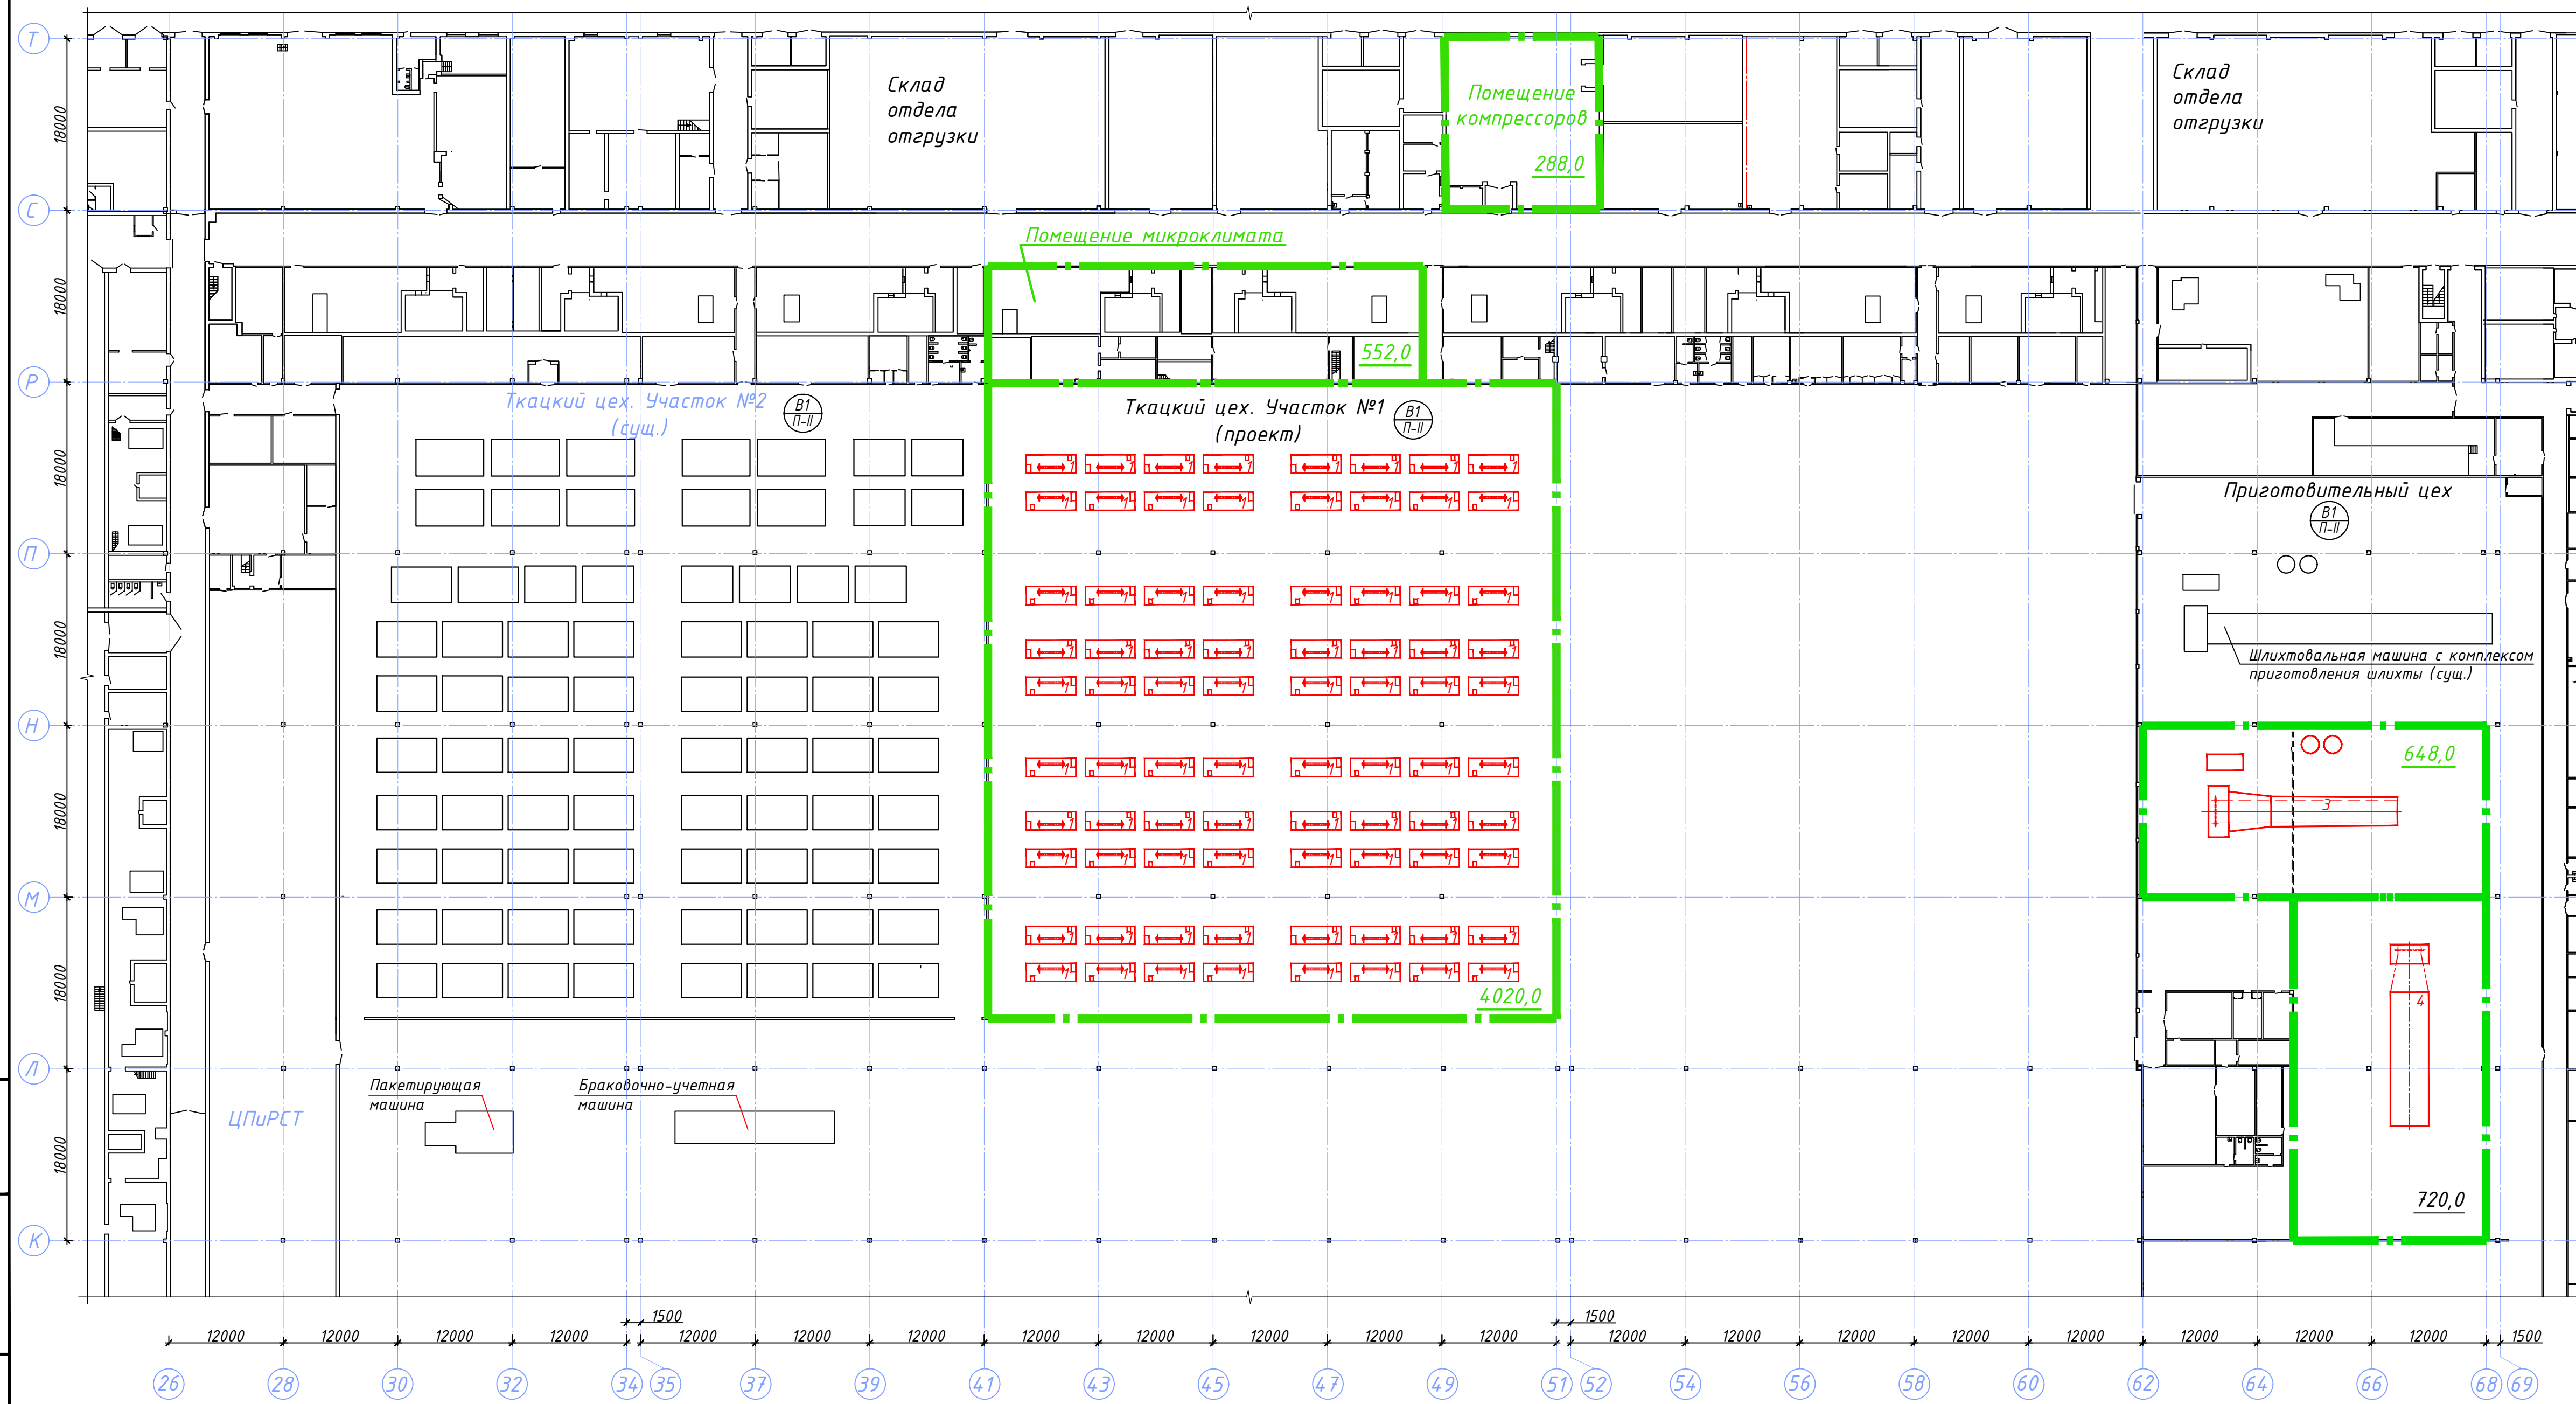 Т
Склад
отдела
отгрузки
Помещение
компрессоров
288,0
Склад
отдела
отгрузки
18000
С
Помещение микроклимата
18000
552,0
Р
Ткацкий цех. Участок №2
(сущ.)
В1
П-II
Ткацкий цех. Участок №1
(проект)
В1
П-II
18000
Приготовительный цех
В1
П-II
П
18000
Шлихтовальная машина с комплексом
приготовления шлихты (сущ.)
Н
648,0
3
18000
М
18000
4020,0
4
Л
Пакетирующая
машина
Браковочно-учетная
машина
ЦПиРСТ
18000
720,0
К
1500
1500
12000 12000 12000 12000 12000 12000 12000 12000 12000 12000 12000 12000 12000 12000 12000 12000 12000 12000 12000 12000 1500
26 28 30 32 34 35 37 39 41 43 45 47 49 51 52 54 56 58 60 62 64 66 68 69